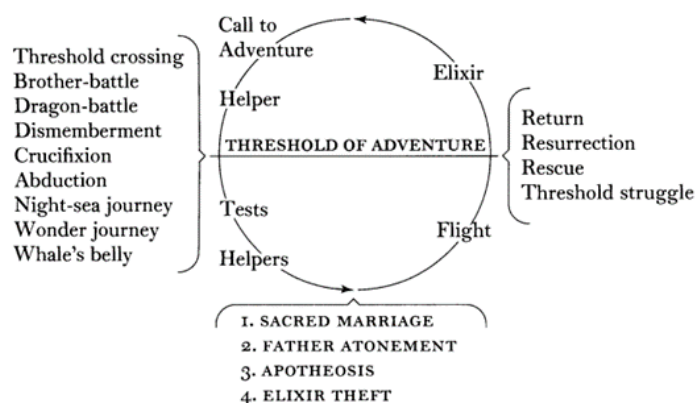 Call to
Adventure
Helper
Threshold crossing
Brother-battle
Dragon-battle
Dismemberment
Crucifixion
Abduction
Night-sea journey
Wonder journey
Whale's belly
THRESHOLD OF ADVENTURE
Elixir
Return
Resurrection
Rescue
Threshold struggle
Tests
Helpers
Flight
1. SACRED MARRIAGE
2. FATHER ATONEMENT
3. APOTHEOSIS
4. ELIXIR THEFT